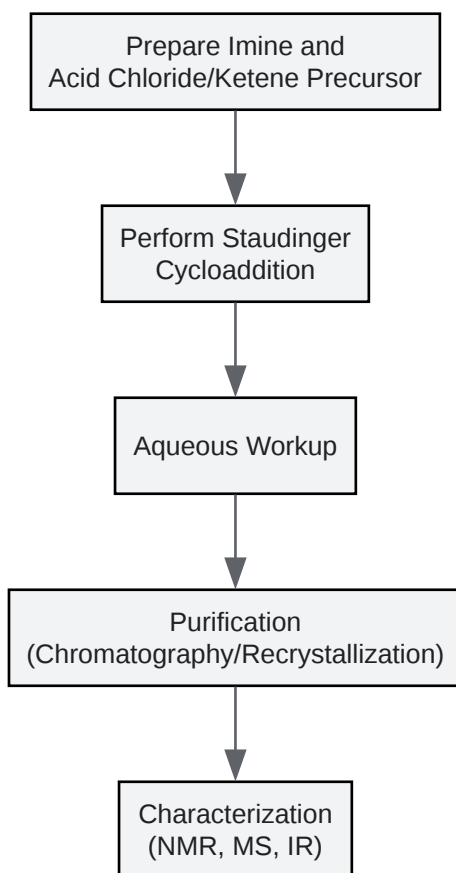 Prepare Imine and
Acid Chloride/Ketene Precursor
Perform Staudinger
Cycloaddition
Aqueous Workup
Purification
(Chromatography/Recrystallization)
Characterization
(NMR, MS, IR)